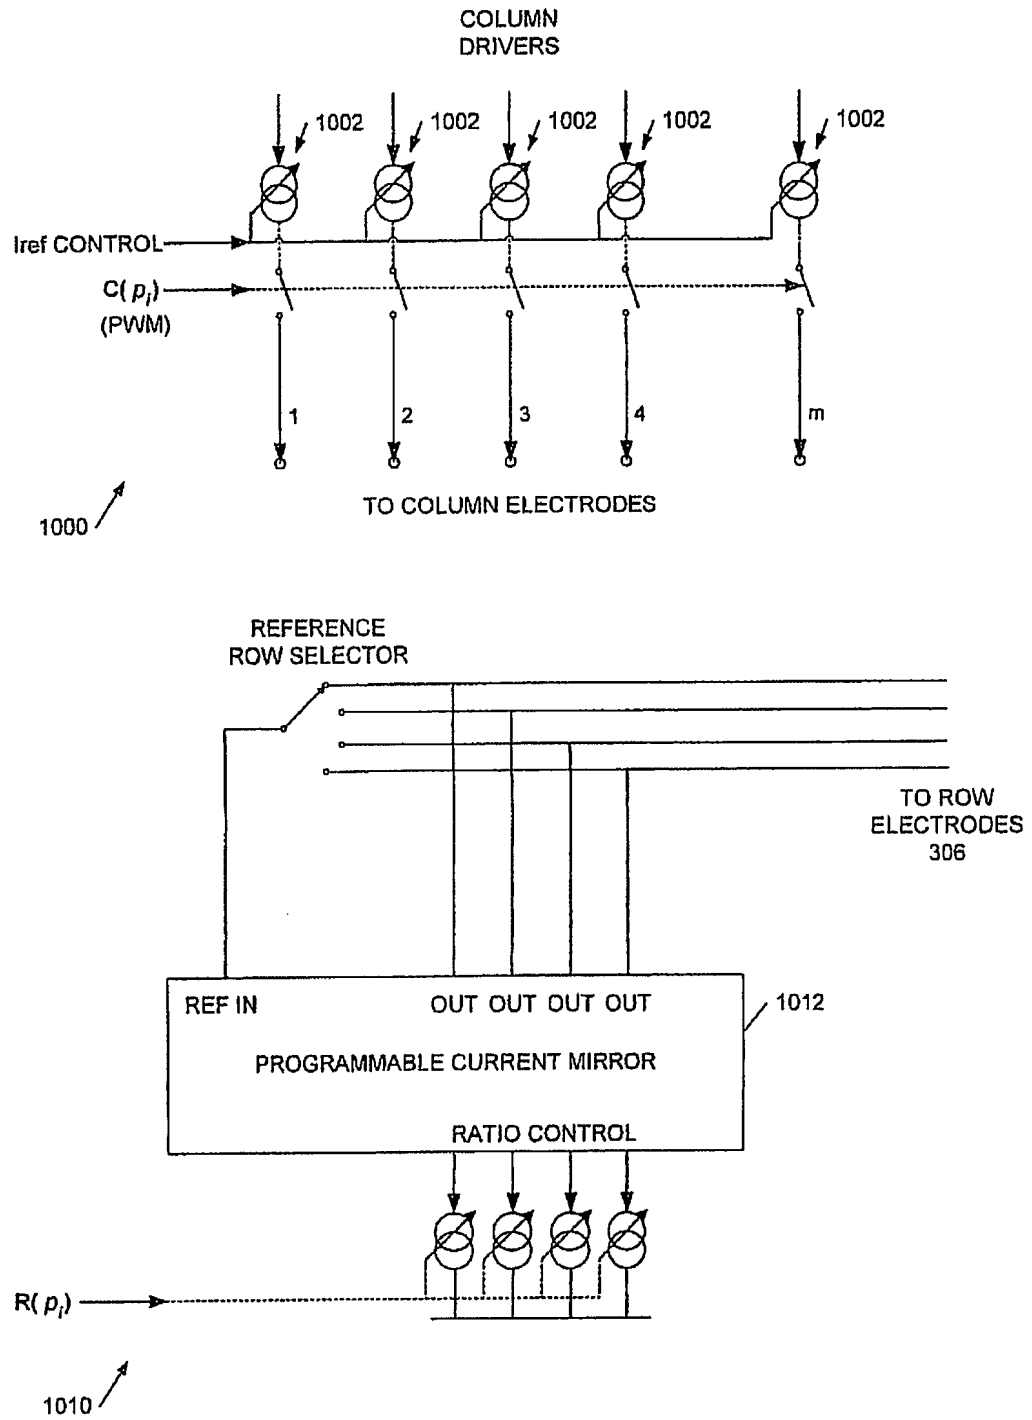 COLUMN
DRIVERS
1002 1002 1002 1002 1002
Iref CONTROL
C( pi)
(PWM)
1 2 3 4 m
TO COLUMN ELECTRODES
1000
REFERENCE
ROW SELECTOR
TO ROW
ELECTRODES
306
REF IN OUT OUT OUT OUT
1012
PROGRAMMABLE CURRENT MIRROR
RATIO CONTROL
R( pi)
1010